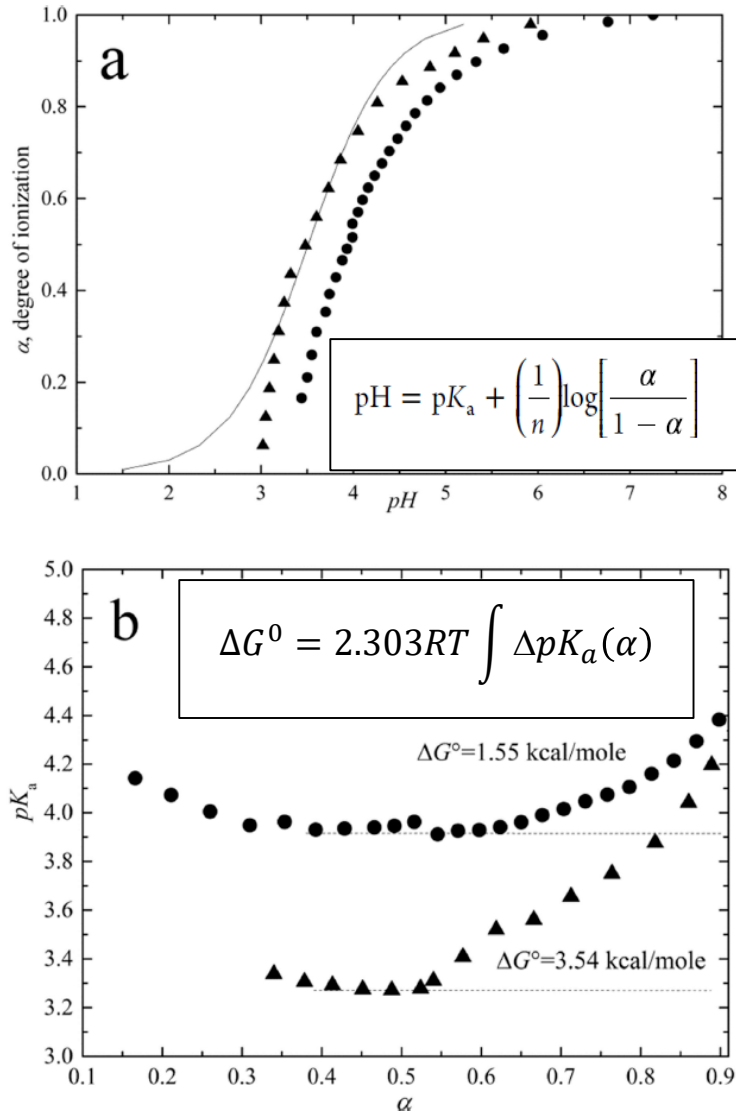 a
1.0
0.8
0.6
0.4
0.2
0.0
α, degree of ionization
pH = pKₐ + (1/n)log[α/(1 − α)]
1 2 3 4 5 6 7 8
pH
b
5.0
4.8
4.6
4.4
4.2
4.0
3.8
3.6
3.4
3.2
3.0
pKₐ
ΔG⁰ = 2.303RT ∫ ΔpKₐ(α)
ΔG°=1.55 kcal/mole
ΔG°=3.54 kcal/mole
0.1 0.2 0.3 0.4 0.5 0.6 0.7 0.8 0.9
α